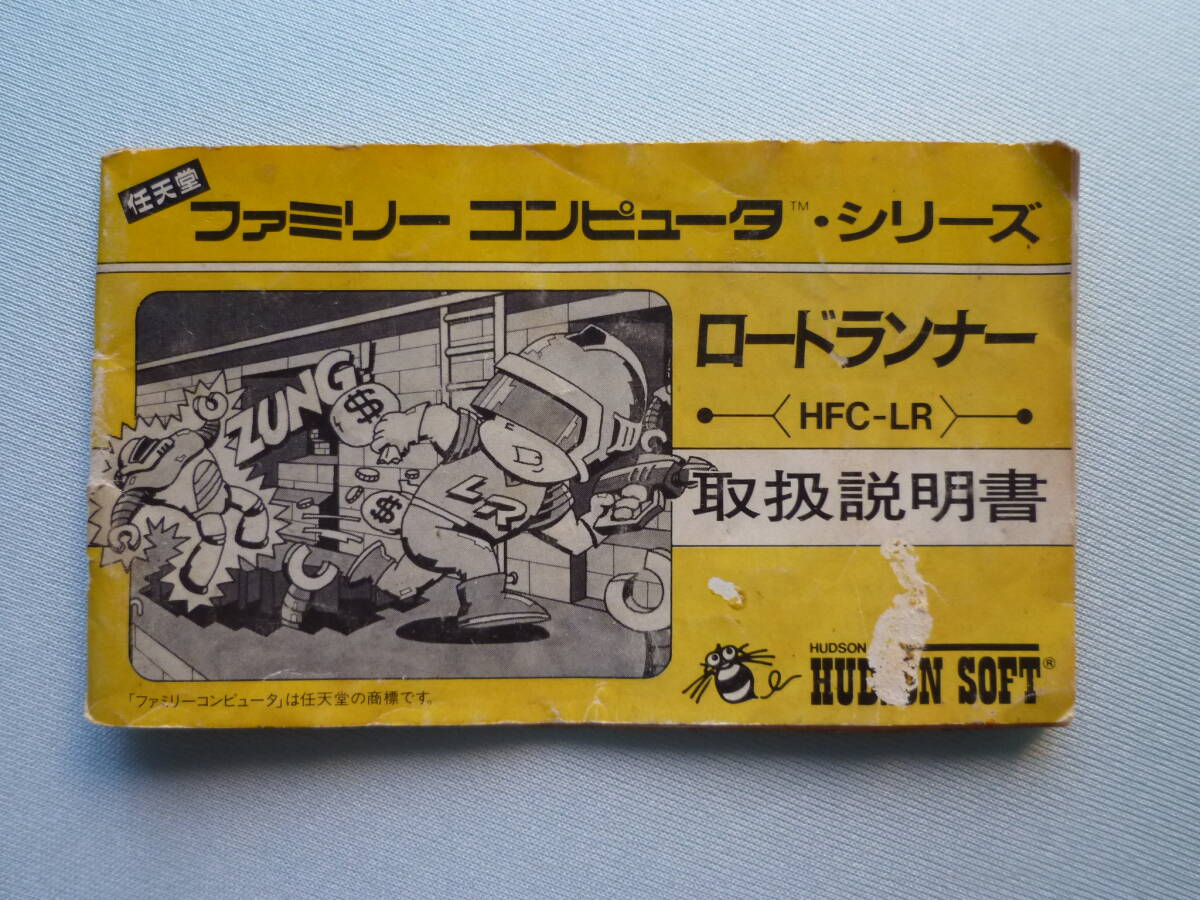 任天堂
ファミリー コンピュータ™・シリーズ
ZUNG!!
$
$
LR
ロードランナー
HFC-LR
取扱説明書
HUDSON
SOFT®
「ファミリーコンピュータ」は任天堂の商標です。